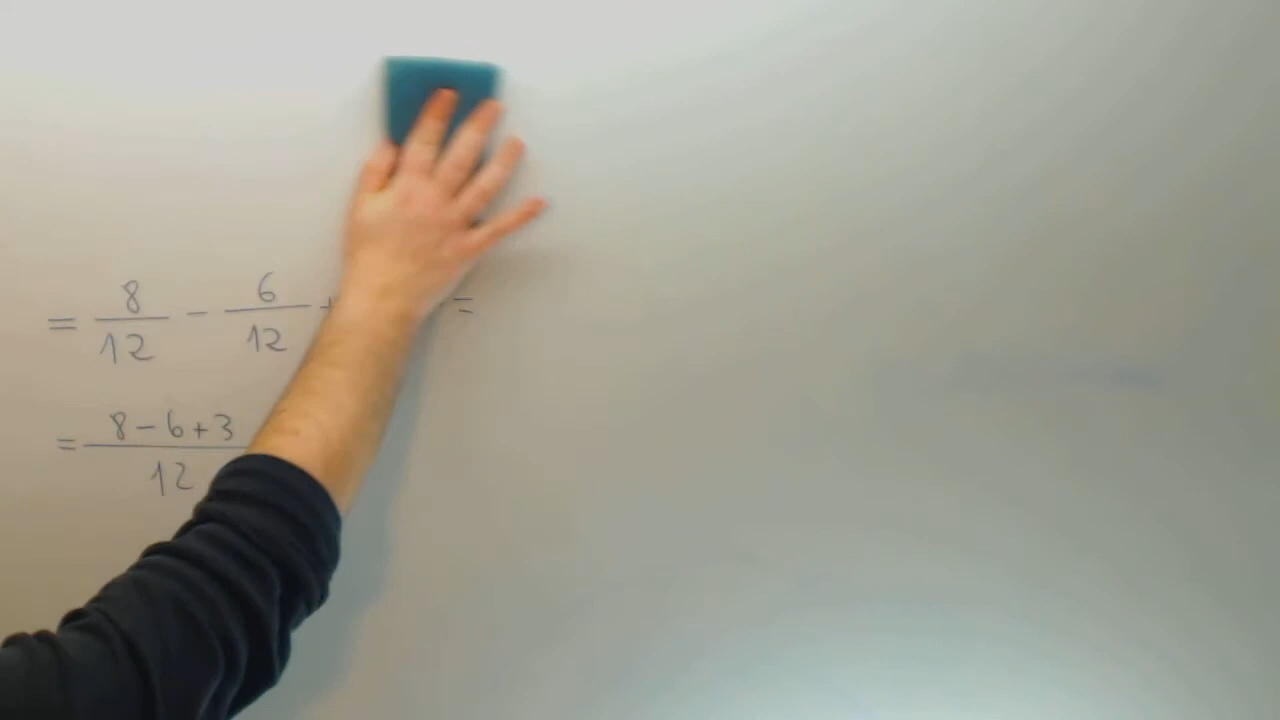 = 8/12 - 6/12 + =
= 8-6+3/12